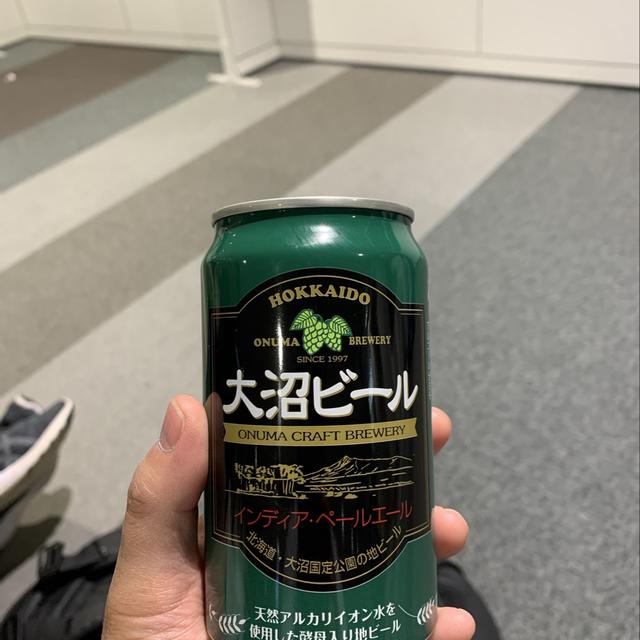 HOKKAIDO
ONUMA BREWERY
SINCE 1997
大沼ビール
ONUMA CRAFT BREWERY
インディア・ペールエール
北海道・大沼国定公園の地ビール
天然アルカリイオン水を
使用した酵母入り地ビール